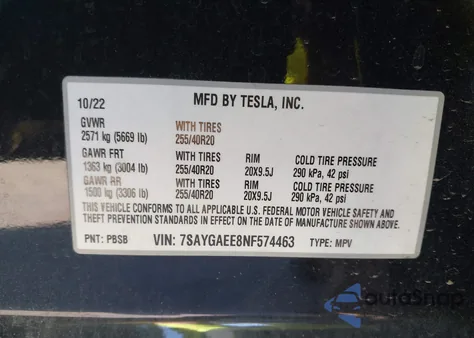 10/22 MFD BY TESLA, INC.
GVWR
2571 kg (5669 lb) WITH TIRES 255/40R20
GAWR FRT WITH TIRES RIM COLD TIRE PRESSURE
1363 kg (3004 lb) 255/40R20 20X9.5J 290 kPa, 42 psi
GAWR RR WITH TIRES RIM COLD TIRE PRESSURE
1500 kg (3306 lb) 255/40R20 20X9.5J 290 kPa, 42 psi
THIS VEHICLE CONFORMS TO ALL APPLICABLE U.S. FEDERAL MOTOR VEHICLE SAFETY AND
THEFT PREVENTION STANDARDS IN EFFECT ON THE DATE OF MANUFACTURE SHOWN ABOVE.
PNT: PBSB VIN: 7SAYGAEE8NF574463 TYPE: MPV
autoSnap